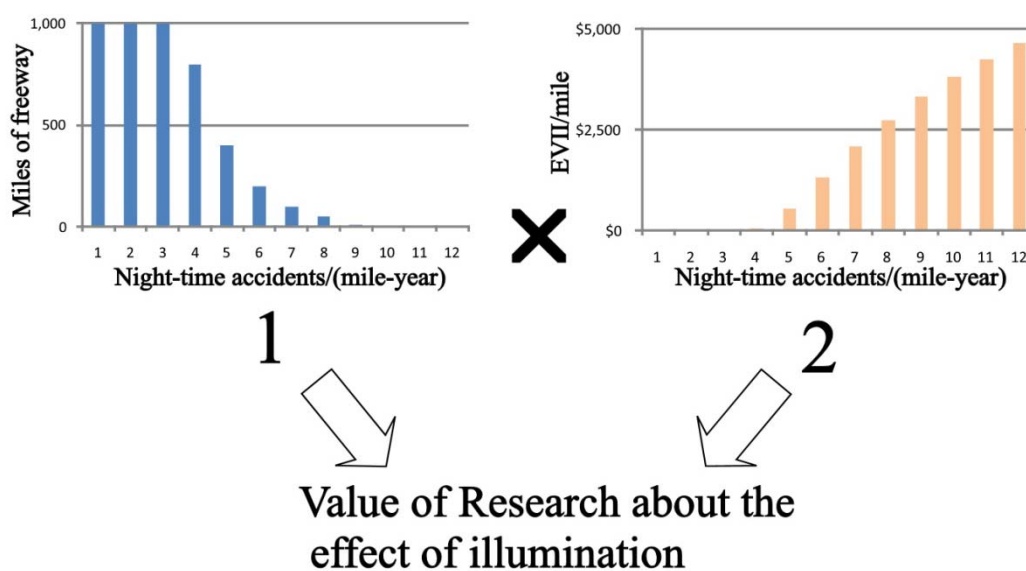 1,000
500
0
Miles of freeway
1 2 3 4 5 6 7 8 9 10 11 12
Night-time accidents/(mile-year)
1
×
$5,000
$2,500
$0
EVII/mile
1 2 3 4 5 6 7 8 9 10 11 12
Night-time accidents/(mile-year)
2
Value of Research about the
effect of illumination